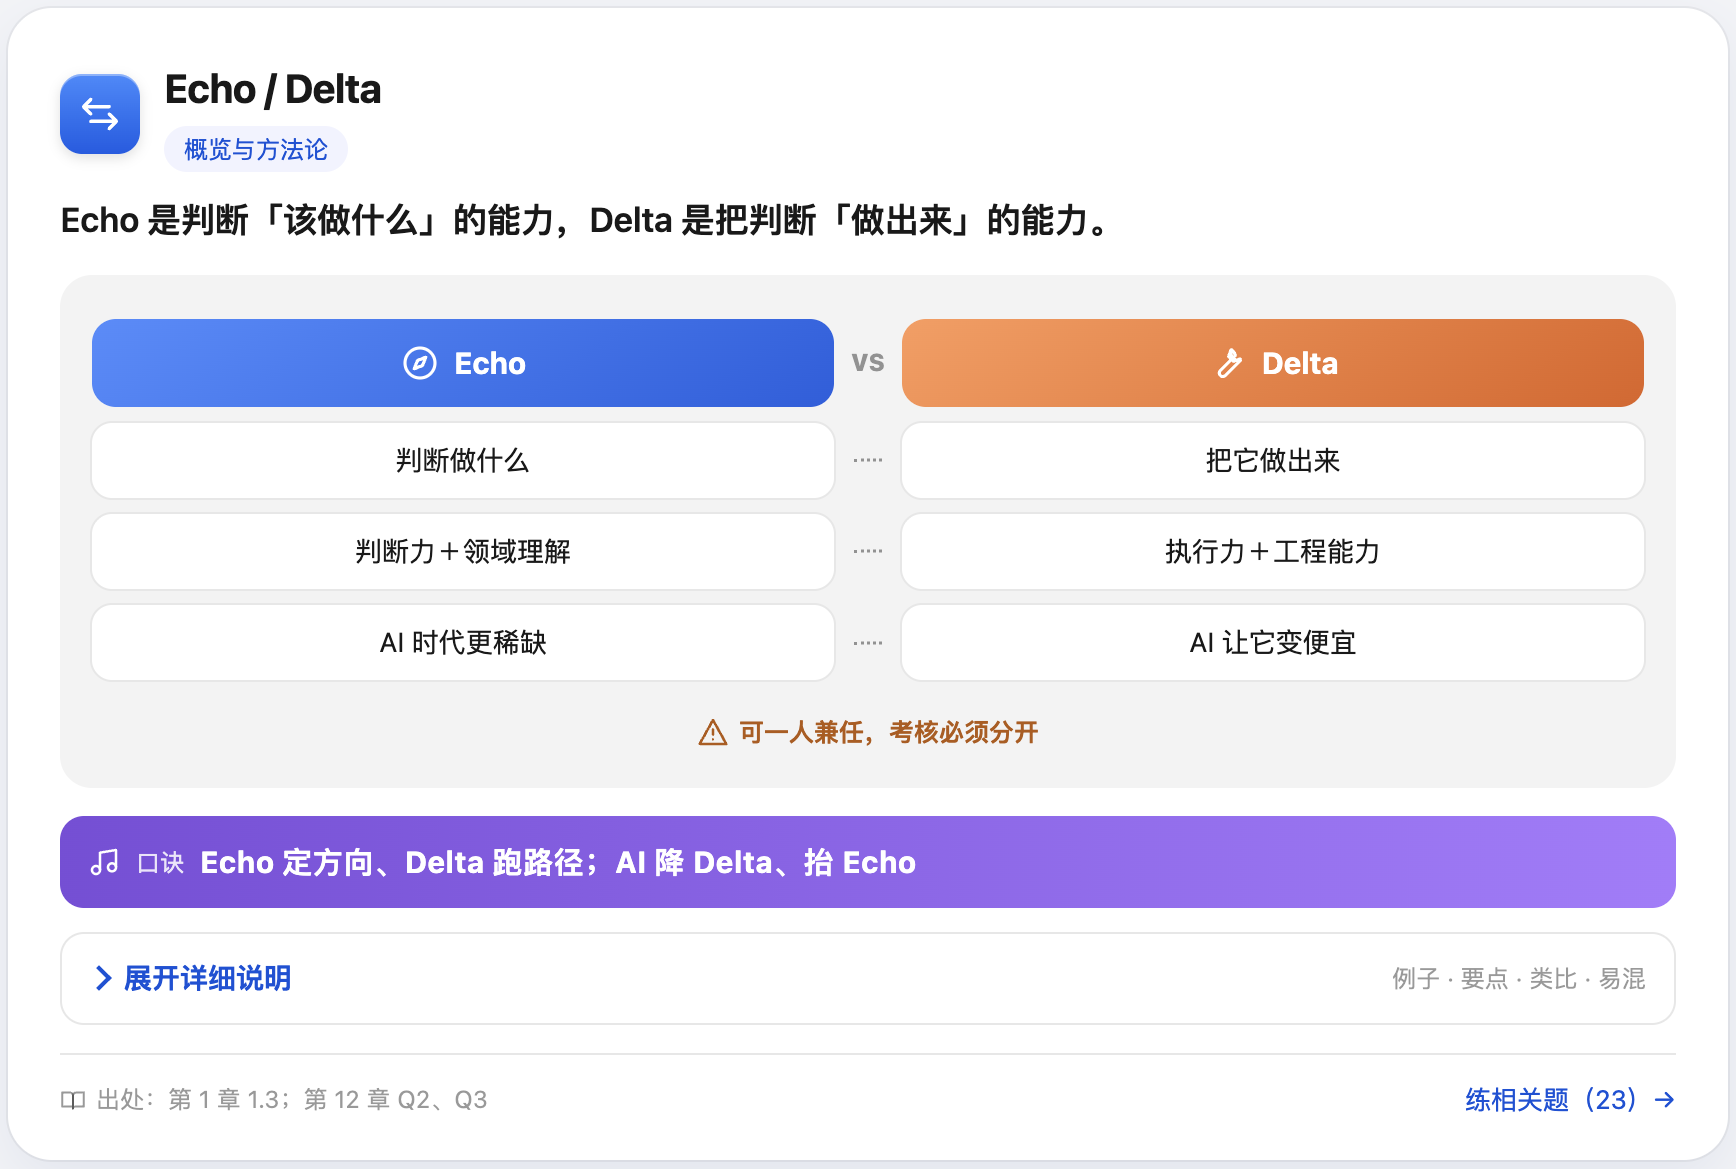 Echo / Delta
概览与方法论
Echo 是判断「该做什么」的能力，Delta 是把判断「做出来」的能力。
Echo vs Delta
判断做什么 把它做出来
判断力＋领域理解 执行力＋工程能力
AI 时代更稀缺 AI 让它变便宜
可一人兼任，考核必须分开
口诀 Echo 定方向、Delta 跑路径；AI 降 Delta、抬 Echo
展开详细说明 例子 · 要点 · 类比 · 易混
出处：第 1 章 1.3；第 12 章 Q2、Q3 练相关题（23）→